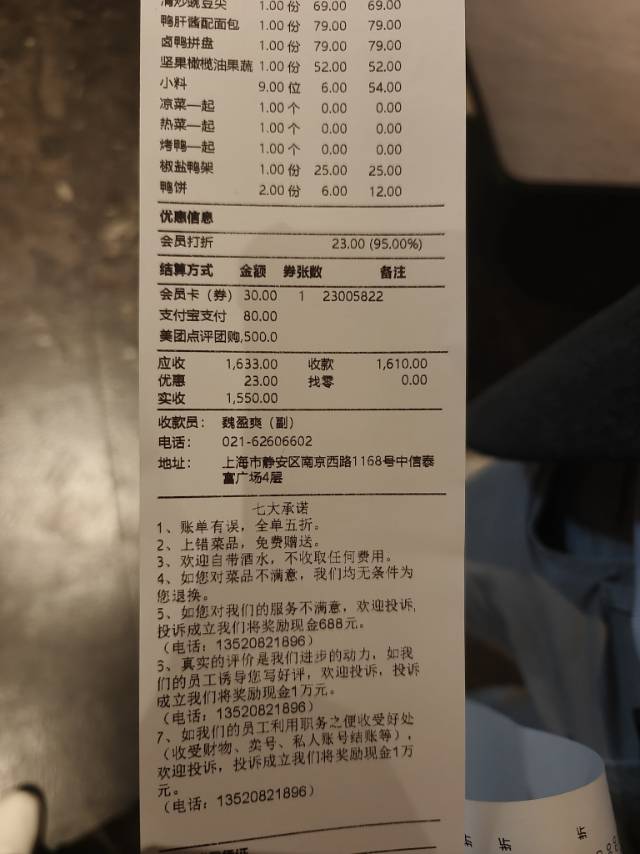 清炒豌豆尖 1.00 份 69.00 69.00
鸭肝酱配面包 1.00 份 79.00 79.00
卤鸭拼盘 1.00 份 79.00 79.00
坚果橄榄油果蔬 1.00 份 52.00 52.00
小料 9.00 位 6.00 54.00
凉菜一起 1.00 个 0.00 0.00
热菜一起 1.00 个 0.00 0.00
烤鸭一起 1.00 个 0.00 0.00
椒盐鸭架 1.00 份 25.00 25.00
鸭饼 2.00 份 6.00 12.00
优惠信息
会员打折 23.00 (95.00%)
结算方式 金额 券张数 备注
会员卡（券） 30.00 1 23005822
支付宝支付 80.00
美团点评团购,500.0
应收 1,633.00 收款 1,610.00
优惠 23.00 找零 0.00
实收 1,550.00
收款员： 魏盈爽（副）
电话： 021-62606602
地址： 上海市静安区南京西路1168号中信泰
富广场4层
七大承诺
1、账单有误，全单五折。
2、上错菜品，免费赠送。
3、欢迎自带酒水，不收取任何费用。
4、如您对菜品不满意，我们均无条件为
您退换。
5、如您对我们的服务不满意，欢迎投诉，
投诉成立我们将奖励现金688元。
（电话：13520821896）
6、真实的评价是我们进步的动力，如我
们的员工诱导您写好评，欢迎投诉，投诉
成立我们将奖励现金1万元。
（电话：13520821896）
7、如我们的员工利用职务之便收受好处
（收受财物、卖号、私人账号结账等），
欢迎投诉，投诉成立我们将奖励现金1万
元。
（电话：13520821896）